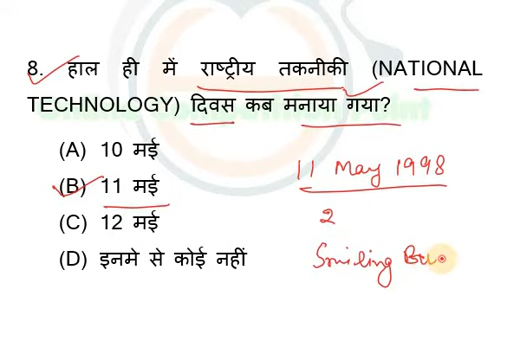 8. हाल ही में राष्ट्रीय तकनीकी (NATIONAL
TECHNOLOGY) दिवस कब मनाया गया?
(A) 10 मई
(B) 11 मई
(C) 12 मई
(D) इनमे से कोई नहीं
11 May 1998
2
Smiling Bu